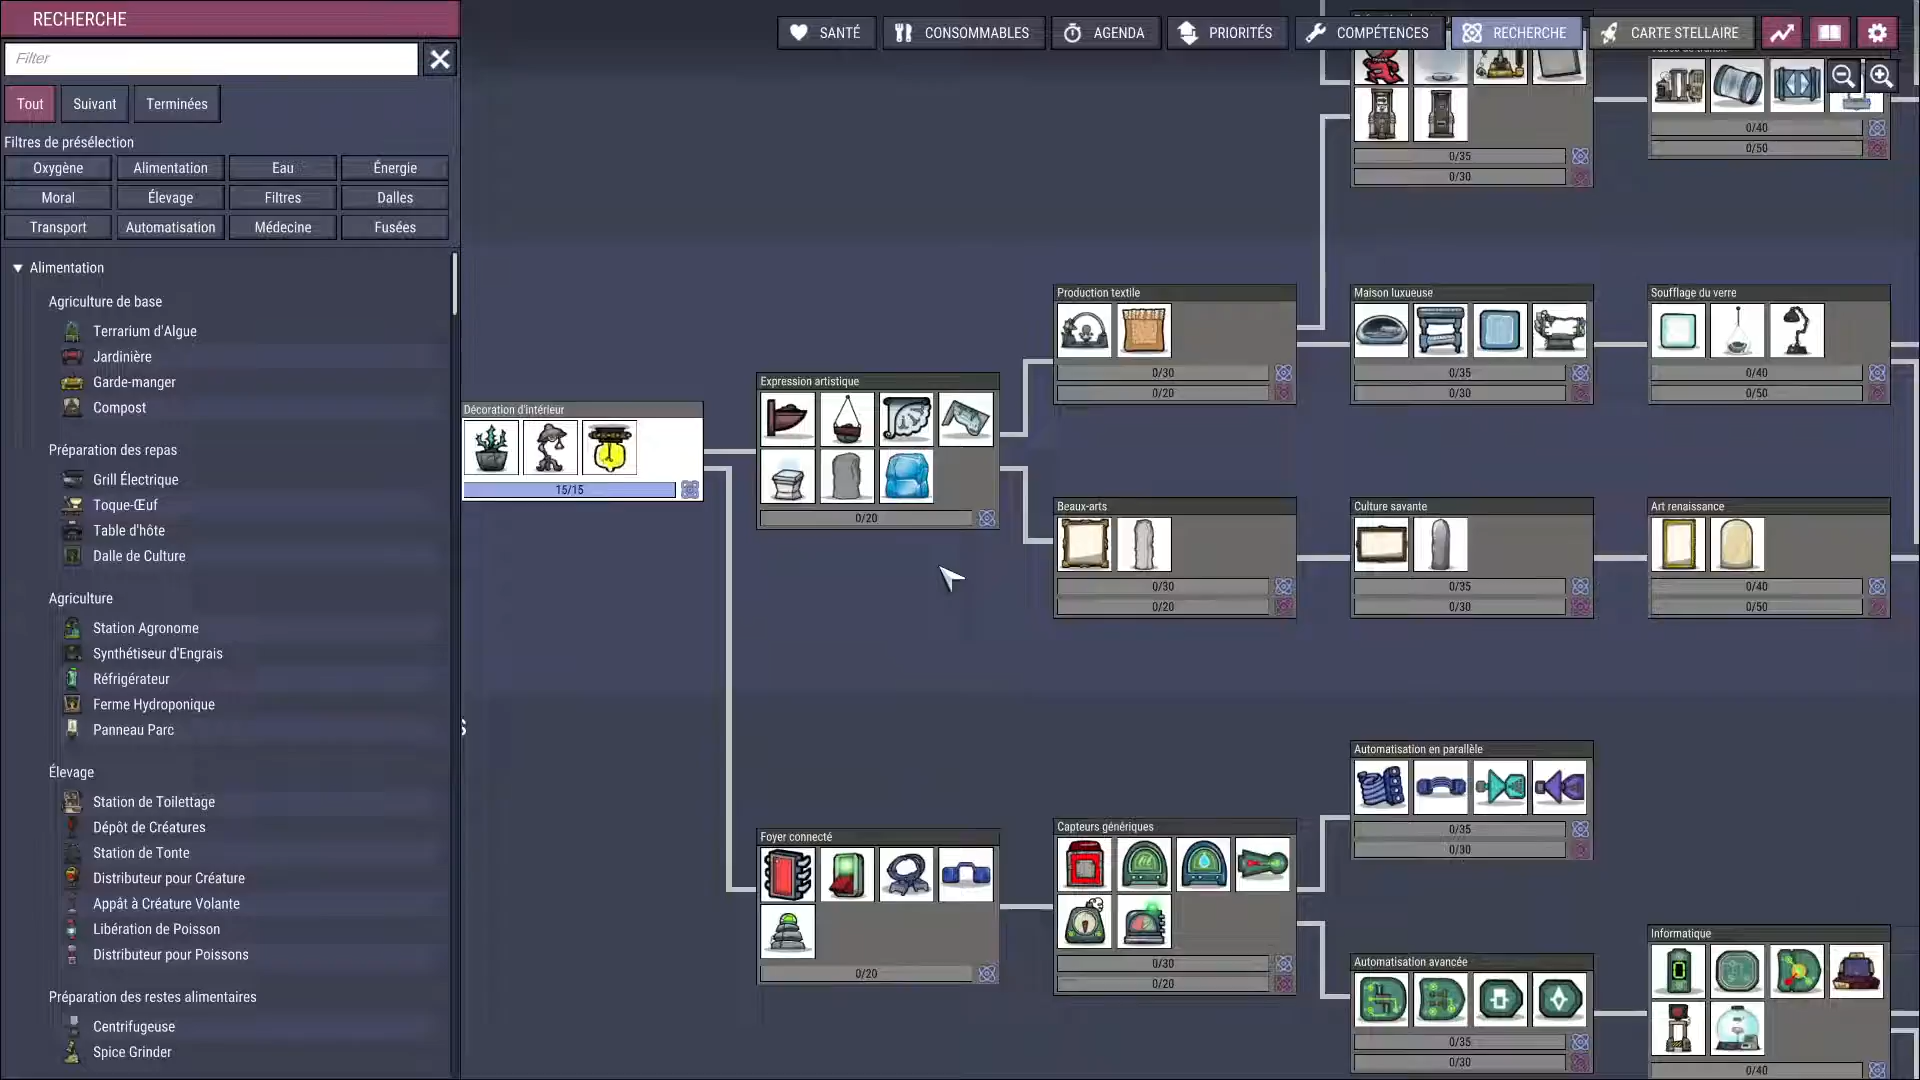 RECHERCHE
SANTÉ
CONSOMMABLES
AGENDA
PRIORITÉS
COMPÉTENCES
RECHERCHE
CARTE STELLAIRE
Filter
Tout
Suivant
Terminées
Filtres de présélection
Oxygène
Alimentation
Eau
Énergie
Moral
Élevage
Filtres
Dalles
Transport
Automatisation
Médecine
Fusées
Alimentation
Agriculture de base
Terrarium d'Algue
Jardinière
Garde-manger
Compost
Préparation des repas
Grill Électrique
Toque-Œuf
Table d'hôte
Dalle de Culture
Agriculture
Station Agronome
Synthétiseur d'Engrais
Réfrigérateur
Ferme Hydroponique
Panneau Parc
Élevage
Station de Toilettage
Dépôt de Créatures
Station de Tonte
Distributeur pour Créature
Appât à Créature Volante
Libération de Poisson
Distributeur pour Poissons
Préparation des restes alimentaires
Centrifugeuse
Spice Grinder
0/35
0/30
0/40
0/50
Production textile
0/30
0/20
Maison luxueuse
0/35
0/30
Soufflage du verre
0/40
0/50
Décoration d'intérieur
15/15
Expression artistique
0/20
Beaux-arts
0/30
0/20
Culture savante
0/35
0/30
Art renaissance
0/40
0/50
Foyer connecté
0/20
Capteurs génériques
0/30
0/20
Automatisation en parallèle
0/35
0/30
Automatisation avancée
0/35
0/30
Informatique
0/40